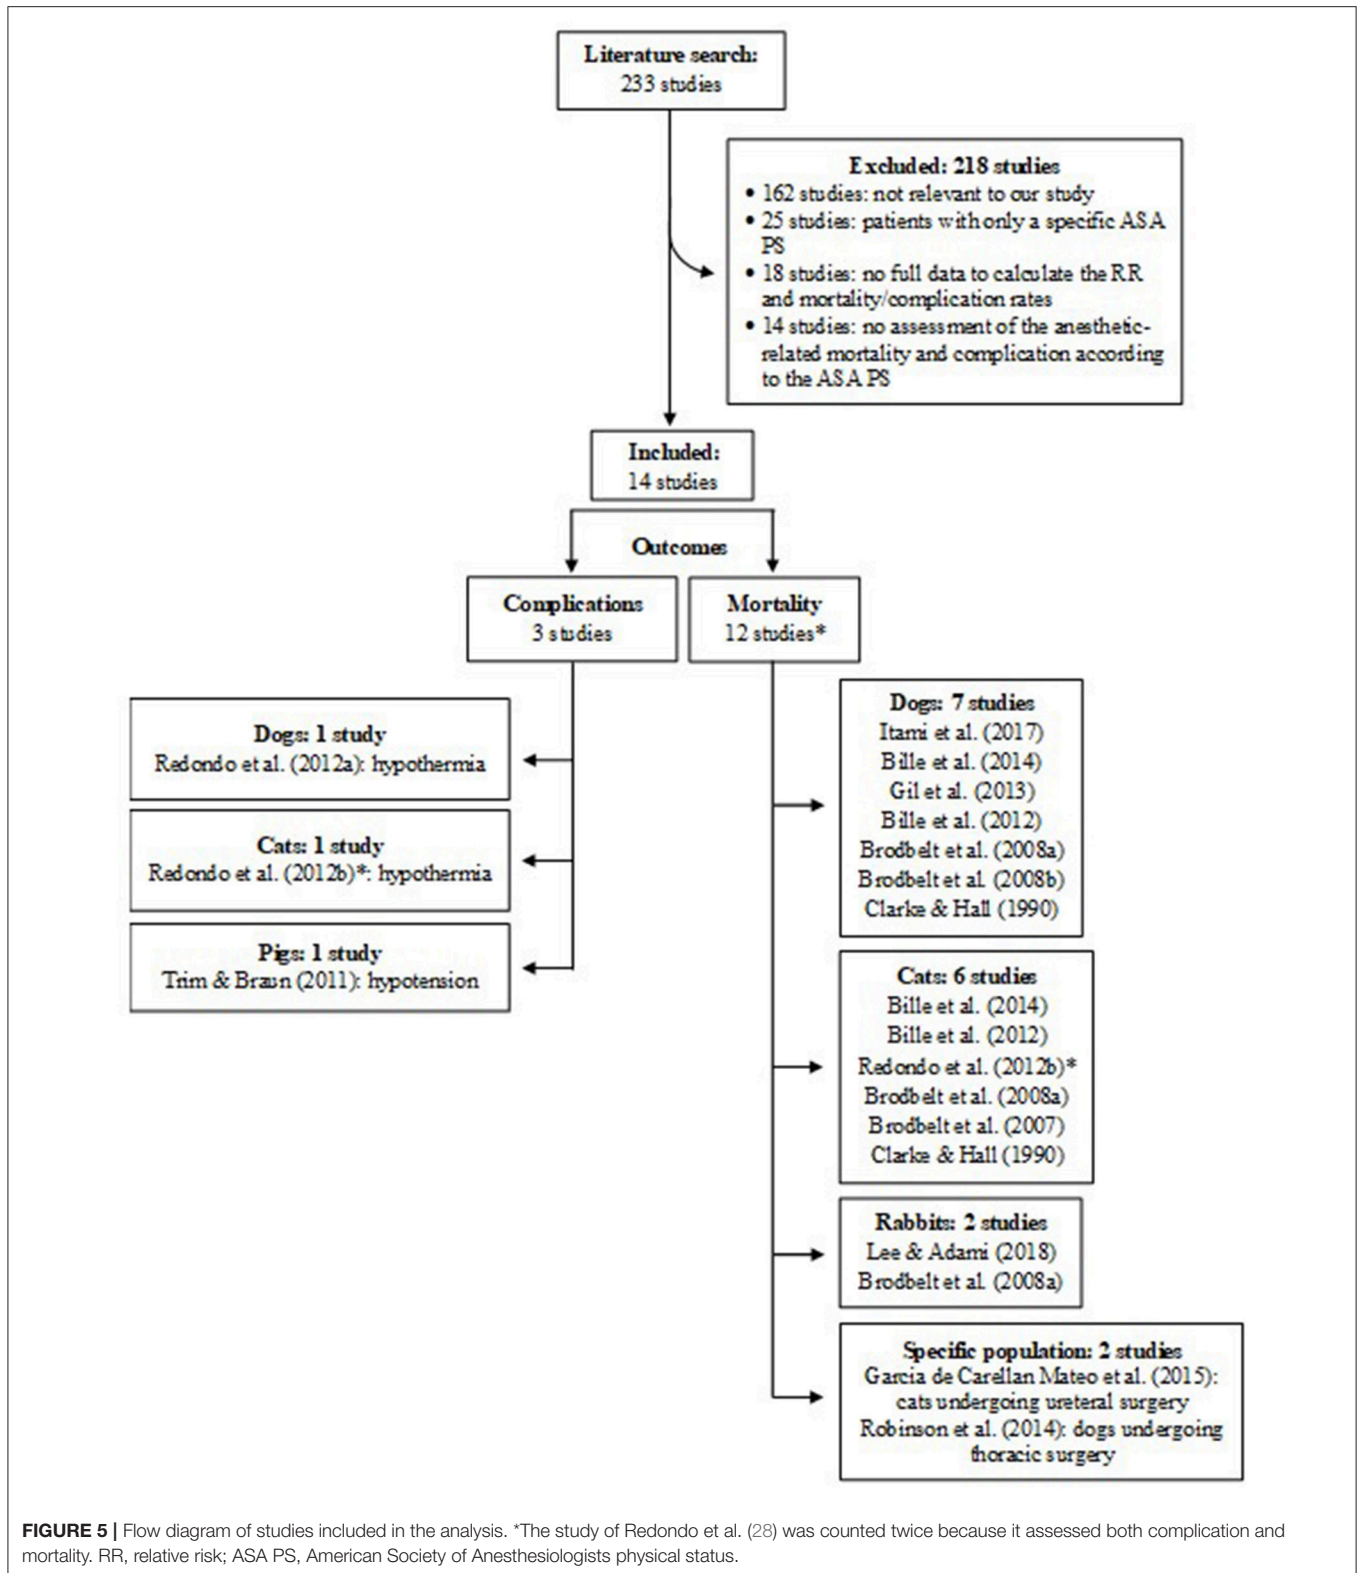 Literature search:
233 studies
Excluded: 218 studies
• 162 studies: not relevant to our study
• 25 studies: patients with only a specific ASA
PS
• 18 studies: no full data to calculate the RR
and mortality/complication rates
• 14 studies: no assessment of the anesthetic-
related mortality and complication according
to the ASA PS
Included:
14 studies
Outcomes
Complications
3 studies
Mortality
12 studies*
Dogs: 1 study
Redondo et al. (2012a): hypothermia
Cats: 1 study
Redondo et al. (2012b)*: hypothermia
Pigs: 1 study
Trim & Braun (2011): hypotension
Dogs: 7 studies
Itami et al. (2017)
Bille et al. (2014)
Gil et al. (2013)
Bille et al. (2012)
Brodbelt et al. (2008a)
Brodbelt et al. (2008b)
Clarke & Hall (1990)
Cats: 6 studies
Bille et al. (2014)
Bille et al. (2012)
Redondo et al. (2012b)*
Brodbelt et al. (2008a)
Brodbelt et al. (2007)
Clarke & Hall (1990)
Rabbits: 2 studies
Lee & Adami (2018)
Brodbelt et al. (2008a)
Specific population: 2 studies
Garcia de Carellan Mateo et al. (2015):
cats undergoing ureteral surgery
Robinson et al. (2014): dogs undergoing
thoracic surgery
FIGURE 5 | Flow diagram of studies included in the analysis. *The study of Redondo et al. (28) was counted twice because it assessed both complication and
mortality. RR, relative risk; ASA PS, American Society of Anesthesiologists physical status.